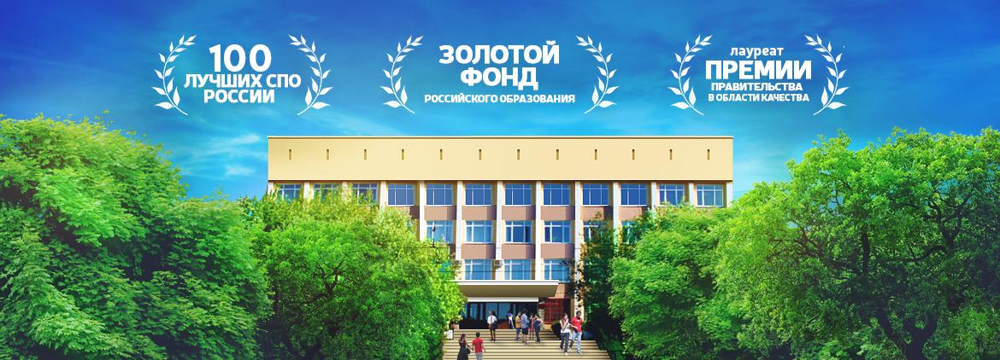 100
ЛУЧШИХ СПО
РОССИИ
ЗОЛОТОЙ
ФОНД
РОССИЙСКОГО ОБРАЗОВАНИЯ
лауреат
ПРЕМИИ
ПРАВИТЕЛЬСТВА
В ОБЛАСТИ КАЧЕСТВА